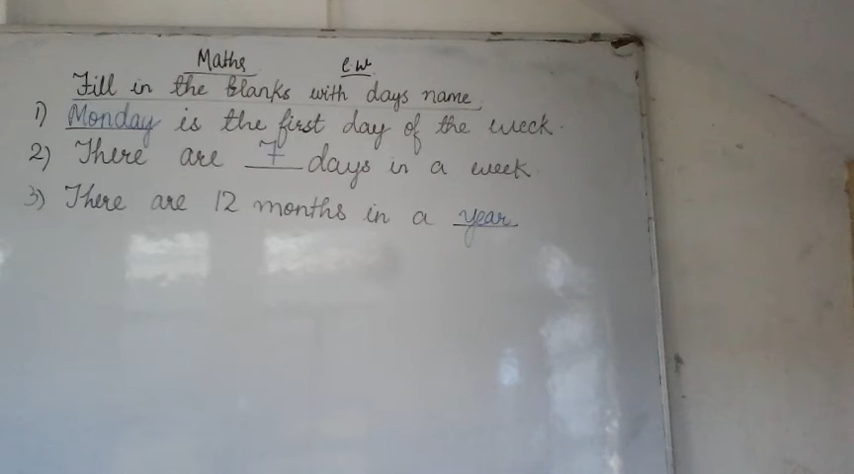 Maths C.W.
Fill in the blanks with days name.
1) Monday is the first day of the week.
2) There are 7 days in a week.
3) There are 12 months in a year